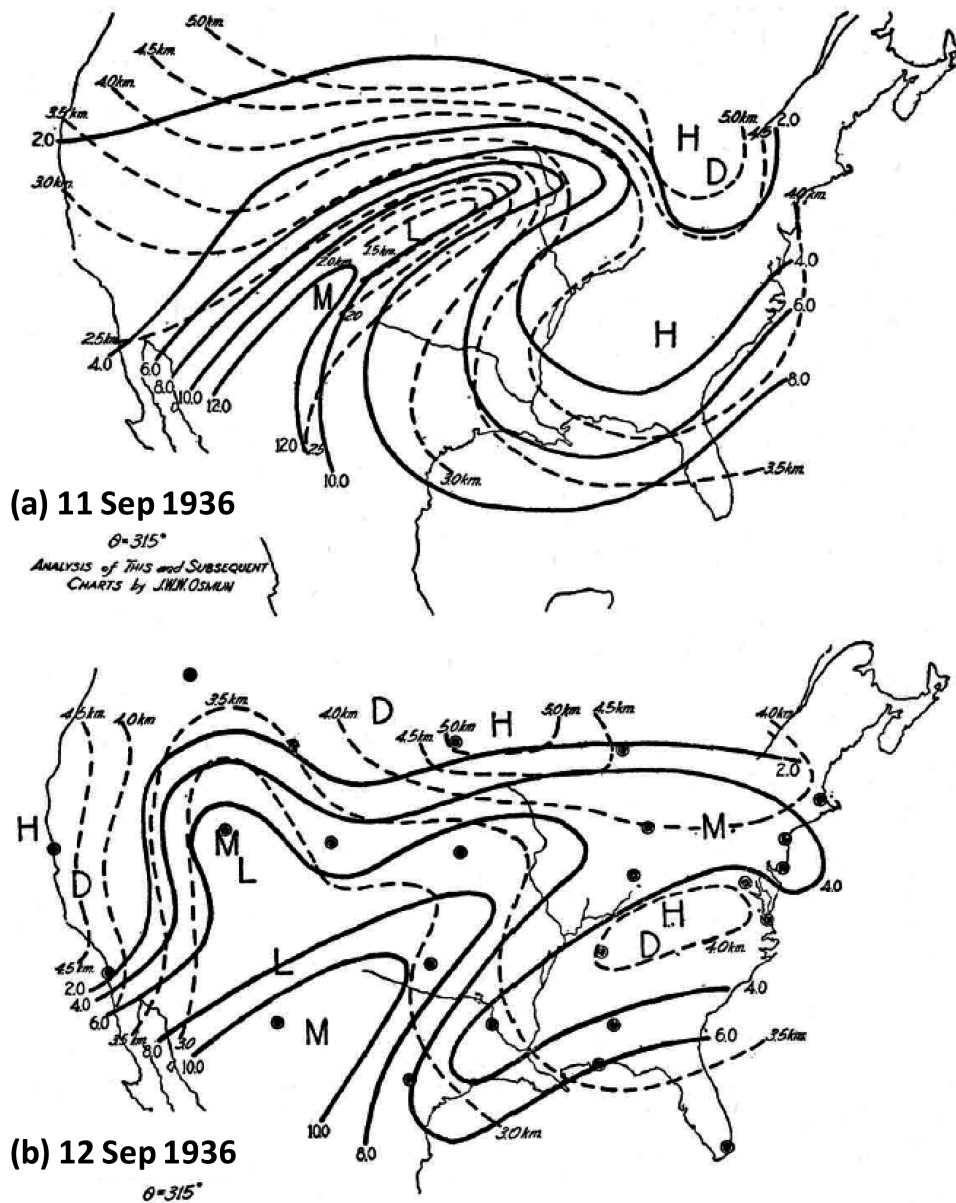 5.0km.
4.5km.
4.0km.
3.5km.
2.0
3.0km.
H
D
5.0km.
4.5
2.0
4.0km.
L
1.5km.
2.0km.
M
2.0
H
4.0
6.0
8.0
2.5km.
4.0
6.0
8.0
10.0
12.0
12.0
2.5
10.0
3.0km.
3.5km.
(a) 11 Sep 1936
θ=315°
ANALYSIS of THIS and SUBSEQUENT
CHARTS by J.W.W.OSMUN
4.5km.
4.0km.
3.5km.
4.0km
D
H
4.5km
5.0km
5.0km
4.5km.
4.0km.
2.0
H
D
M
L
M
4.0
H
D
4.0km.
L
M
4.5km.
2.0
4.0
6.0
3.5km.
8.0
3.0
10.0
4.0
6.0
3.5km.
10.0
8.0
3.0km.
(b) 12 Sep 1936
θ=315°